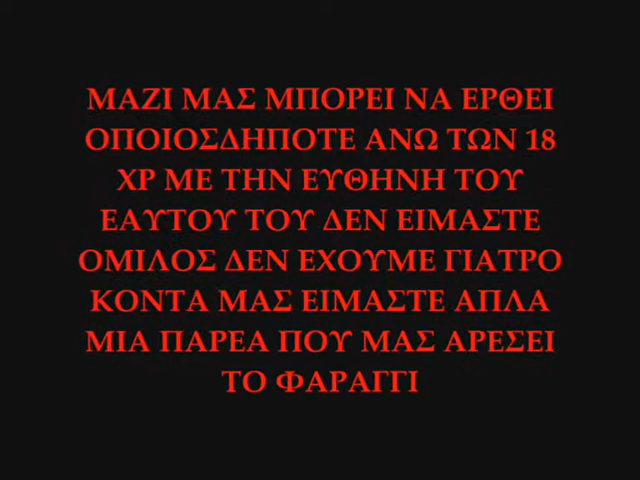 ΜΑΖΙ ΜΑΣ ΜΠΟΡΕΙ ΝΑ ΕΡΘΕΙ
ΟΠΟΙΟΣΔΗΠΟΤΕ ΑΝΩ ΤΩΝ 18
ΧΡ ΜΕ ΤΗΝ ΕΥΘΗΝΗ ΤΟΥ
ΕΑΥΤΟΥ ΤΟΥ ΔΕΝ ΕΙΜΑΣΤΕ
ΟΜΙΛΟΣ ΔΕΝ ΕΧΟΥΜΕ ΓΙΑΤΡΟ
ΚΟΝΤΑ ΜΑΣ ΕΙΜΑΣΤΕ ΑΠΛΑ
ΜΙΑ ΠΑΡΕΑ ΠΟΥ ΜΑΣ ΑΡΕΣΕΙ
ΤΟ ΦΑΡΑΓΓΙ